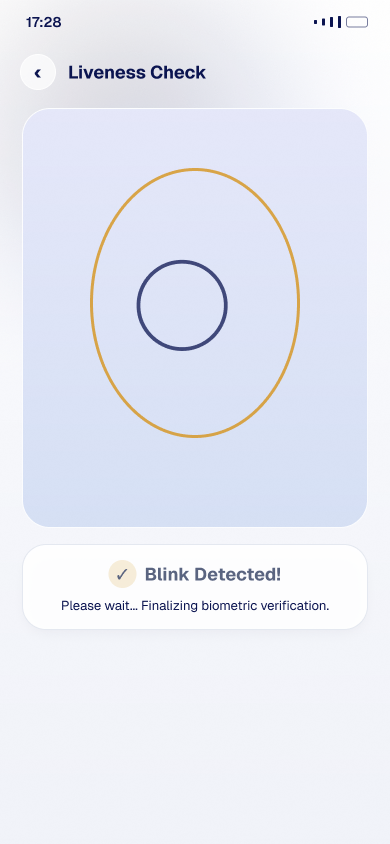 17:28
‹ Liveness Check
✓ Blink Detected!
Please wait... Finalizing biometric verification.